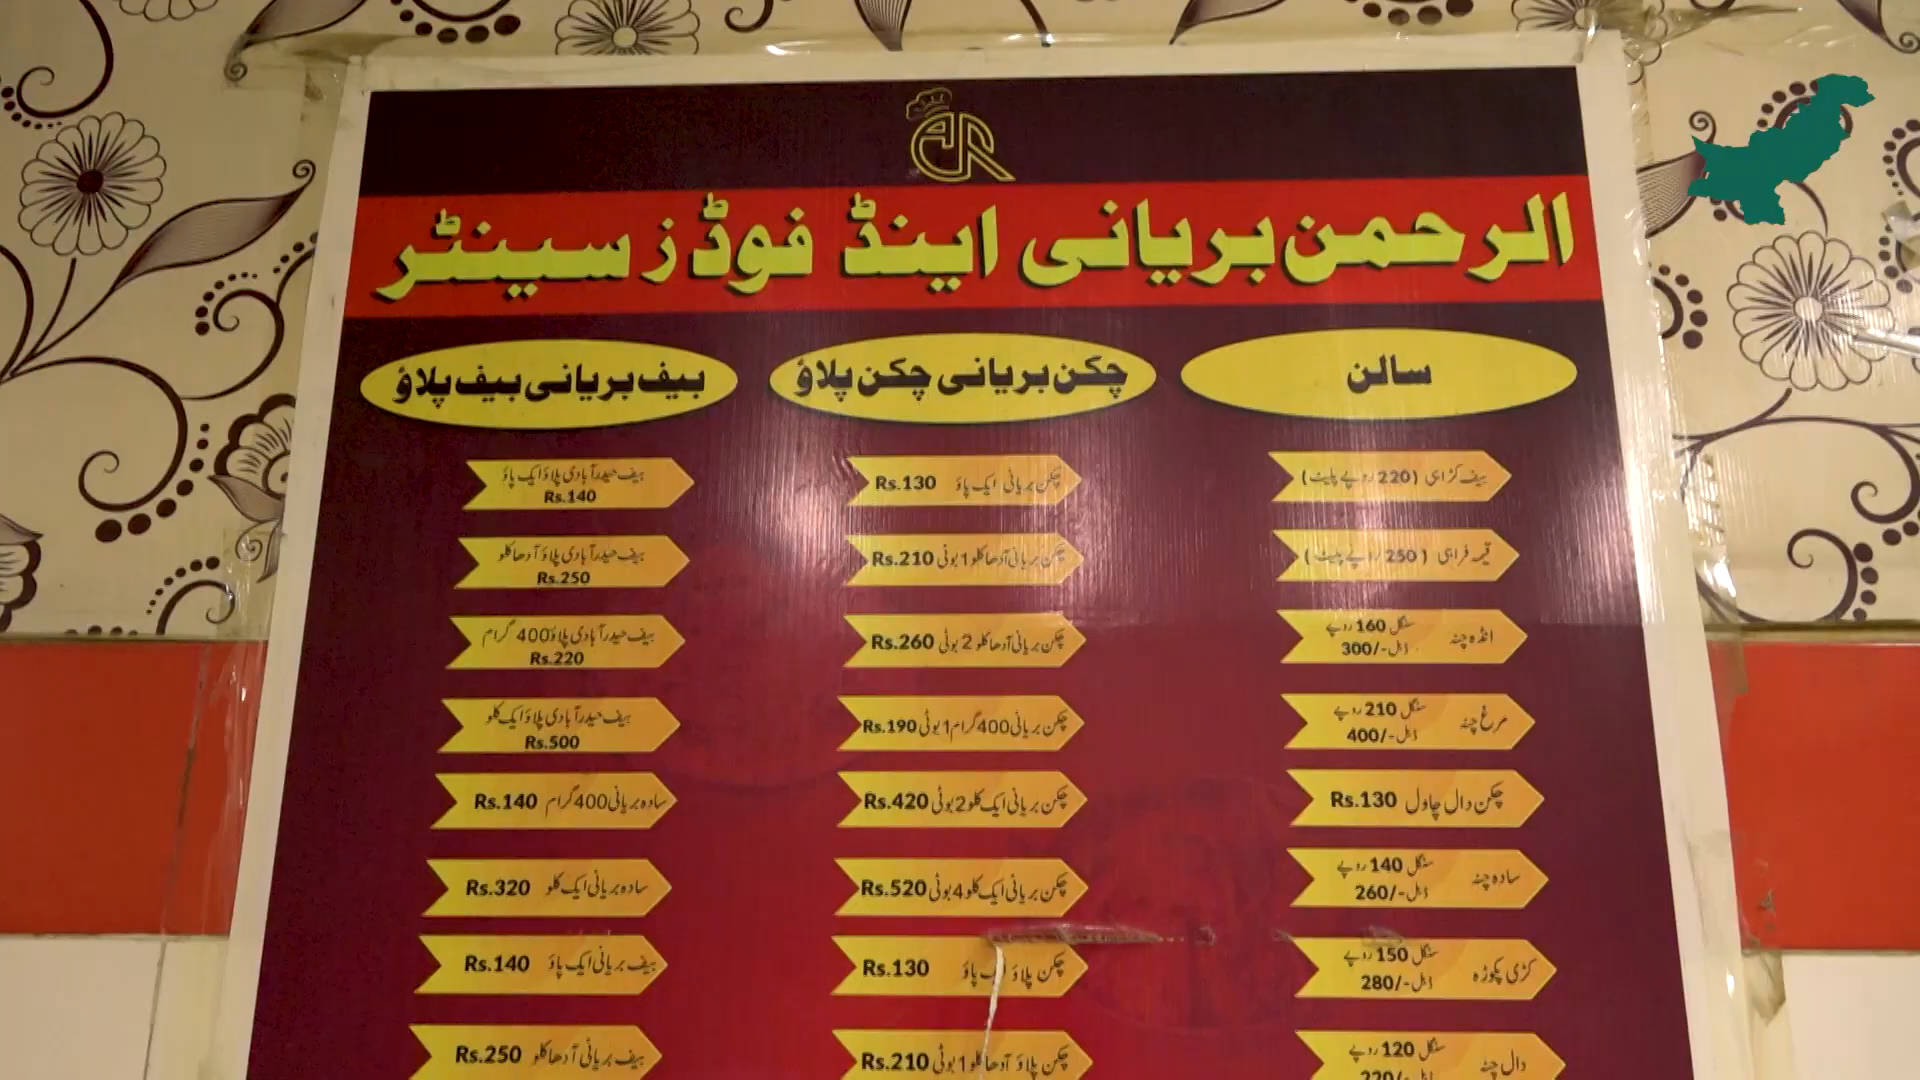 AR
الرحمن بریانی اینڈ فوڈز سینٹر
سالن
بیف کڑاہی (220 روپے پلیٹ)
قیمہ فراہی (250 روپے پلیٹ)
انڈہ چنہ سنگل 160 روپے
ڈبل -/300
مرغ چنہ سنگل 210 روپے
ڈبل -/400
چکن دال چاول Rs.130
سادہ چنہ سنگل 140 روپے
ڈبل -/260
کڑی پکوڑہ سنگل 150 روپے
ڈبل -/280
دال چنہ سنگل 120 روپے
ڈبل -/220
چکن بریانی چکن پلاؤ
چکن بریانی ایک پاؤ Rs.130
چکن بریانی آدھا کلو 1 بوٹی Rs.210
چکن بریانی آدھا کلو 2 بوٹی Rs.260
چکن بریانی 400 گرام 1 بوٹی Rs.190
چکن بریانی ایک کلو 2 بوٹی Rs.420
چکن بریانی ایک کلو 4 بوٹی Rs.520
چکن پلاؤ ایک پاؤ Rs.130
چکن پلاؤ آدھا کلو 1 بوٹی Rs.210
بیف بریانی بیف پلاؤ
بیف حیدرآبادی پلاؤ ایک پاؤ
Rs.140
بیف حیدرآبادی پلاؤ آدھا کلو
Rs.250
بیف حیدرآبادی پلاؤ 400 گرام
Rs.220
بیف حیدرآبادی پلاؤ ایک کلو
Rs.500
سادہ بریانی 400 گرام Rs.140
سادہ بریانی ایک کلو Rs.320
بیف بریانی ایک پاؤ Rs.140
بیف بریانی آدھا کلو Rs.250